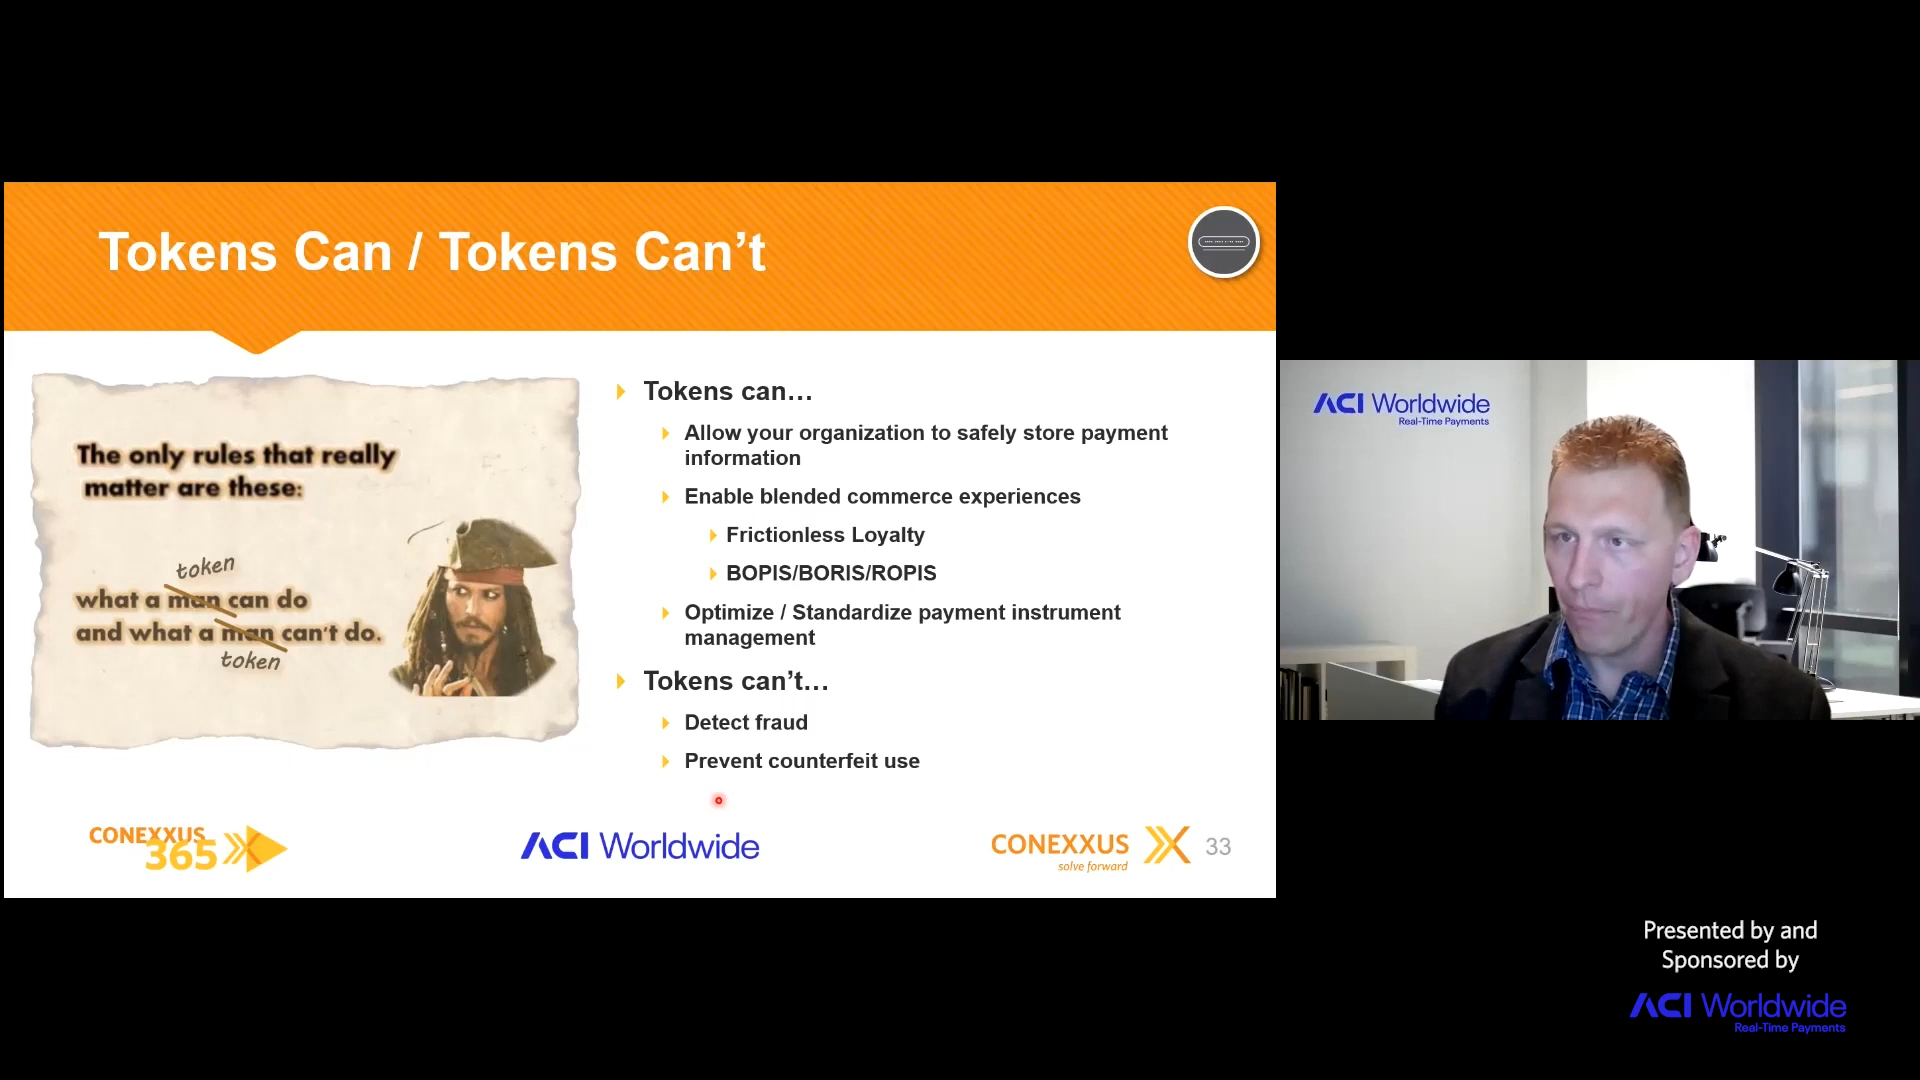 Tokens Can / Tokens Can’t
The only rules that really
matter are these:
token
what a man can do
and what a man can't do.
token
Tokens can…
Allow your organization to safely store payment
information
Enable blended commerce experiences
Frictionless Loyalty
BOPIS/BORIS/ROPIS
Optimize / Standardize payment instrument
management
Tokens can’t…
Detect fraud
Prevent counterfeit use
CONEXXUS
365
ACI Worldwide
CONEXXUS
solve forward
33
ACI Worldwide
Real-Time Payments
Presented by and
Sponsored by
ACI Worldwide
Real-Time Payments